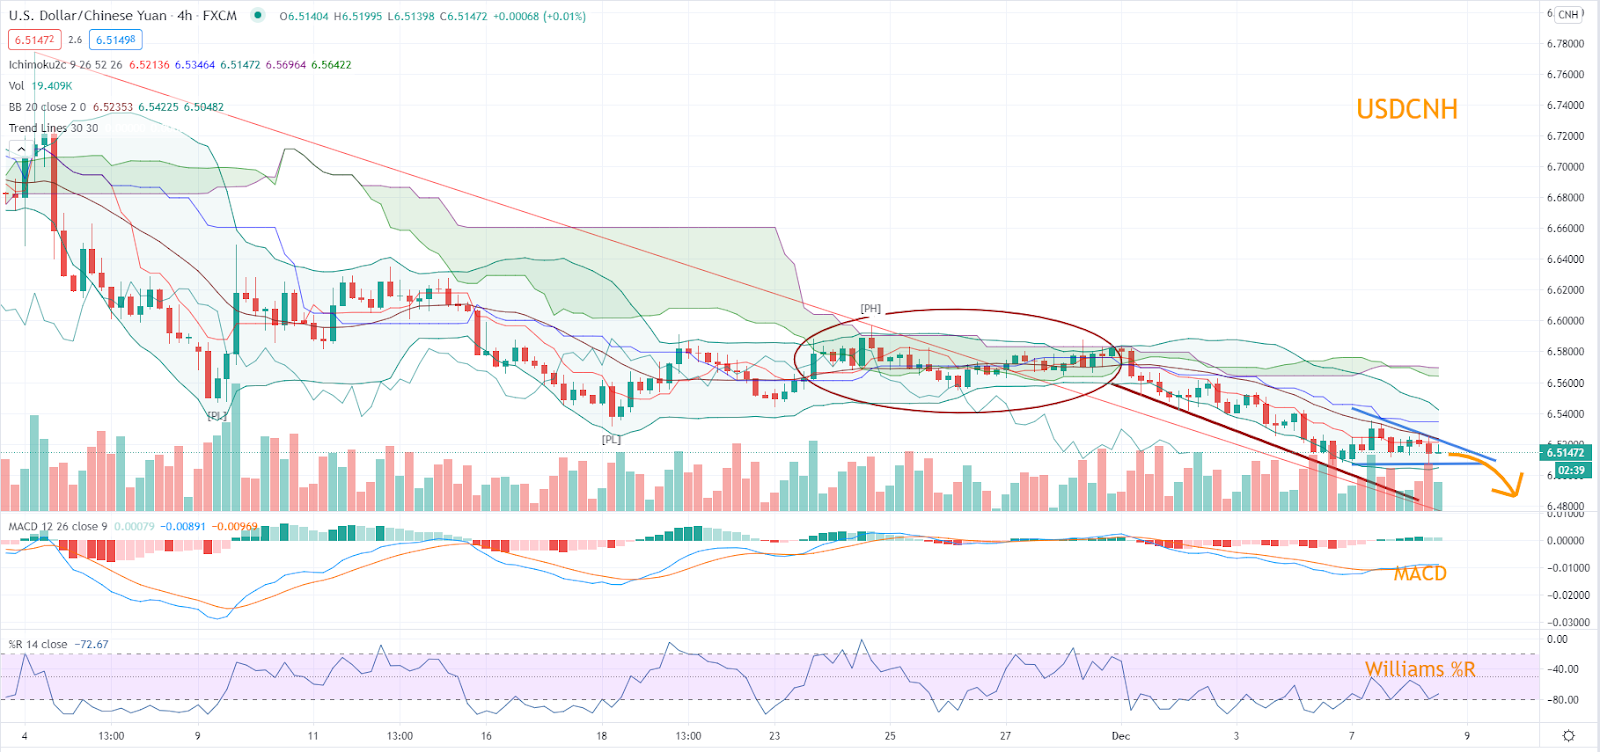 U.S. Dollar/Chinese Yuan · 4h · FXCM O6.51404 H6.51995 L6.51398 C6.51472 +0.00068 (+0.01%)
6.51472 2.6 6.51498
Ichimoku2c 9 26 52 26 6.52136 6.53464 6.51472 6.56964 6.56422
Vol 19.409K
BB 20 close 2 0 6.52353 6.54225 6.50482
Trend Lines 30 30
USDCNH
[PH]
[PL]
[PL]
CNH
6.78000
6.76000
6.74000
6.72000
6.70000
6.68000
6.66000
6.64000
6.62000
6.60000
6.58000
6.56000
6.54000
6.51472
02:39
6.48000
MACD 12 26 close 9 0.00079 −0.00891 −0.00969
MACD
0.01000
0.00000
−0.01000
−0.02000
−0.03000
%R 14 close −72.67
Williams %R
0.00
−40.00
−80.00
4 13:00 9 11 13:00 16 18 13:00 23 25 27 Dec 3 7 9